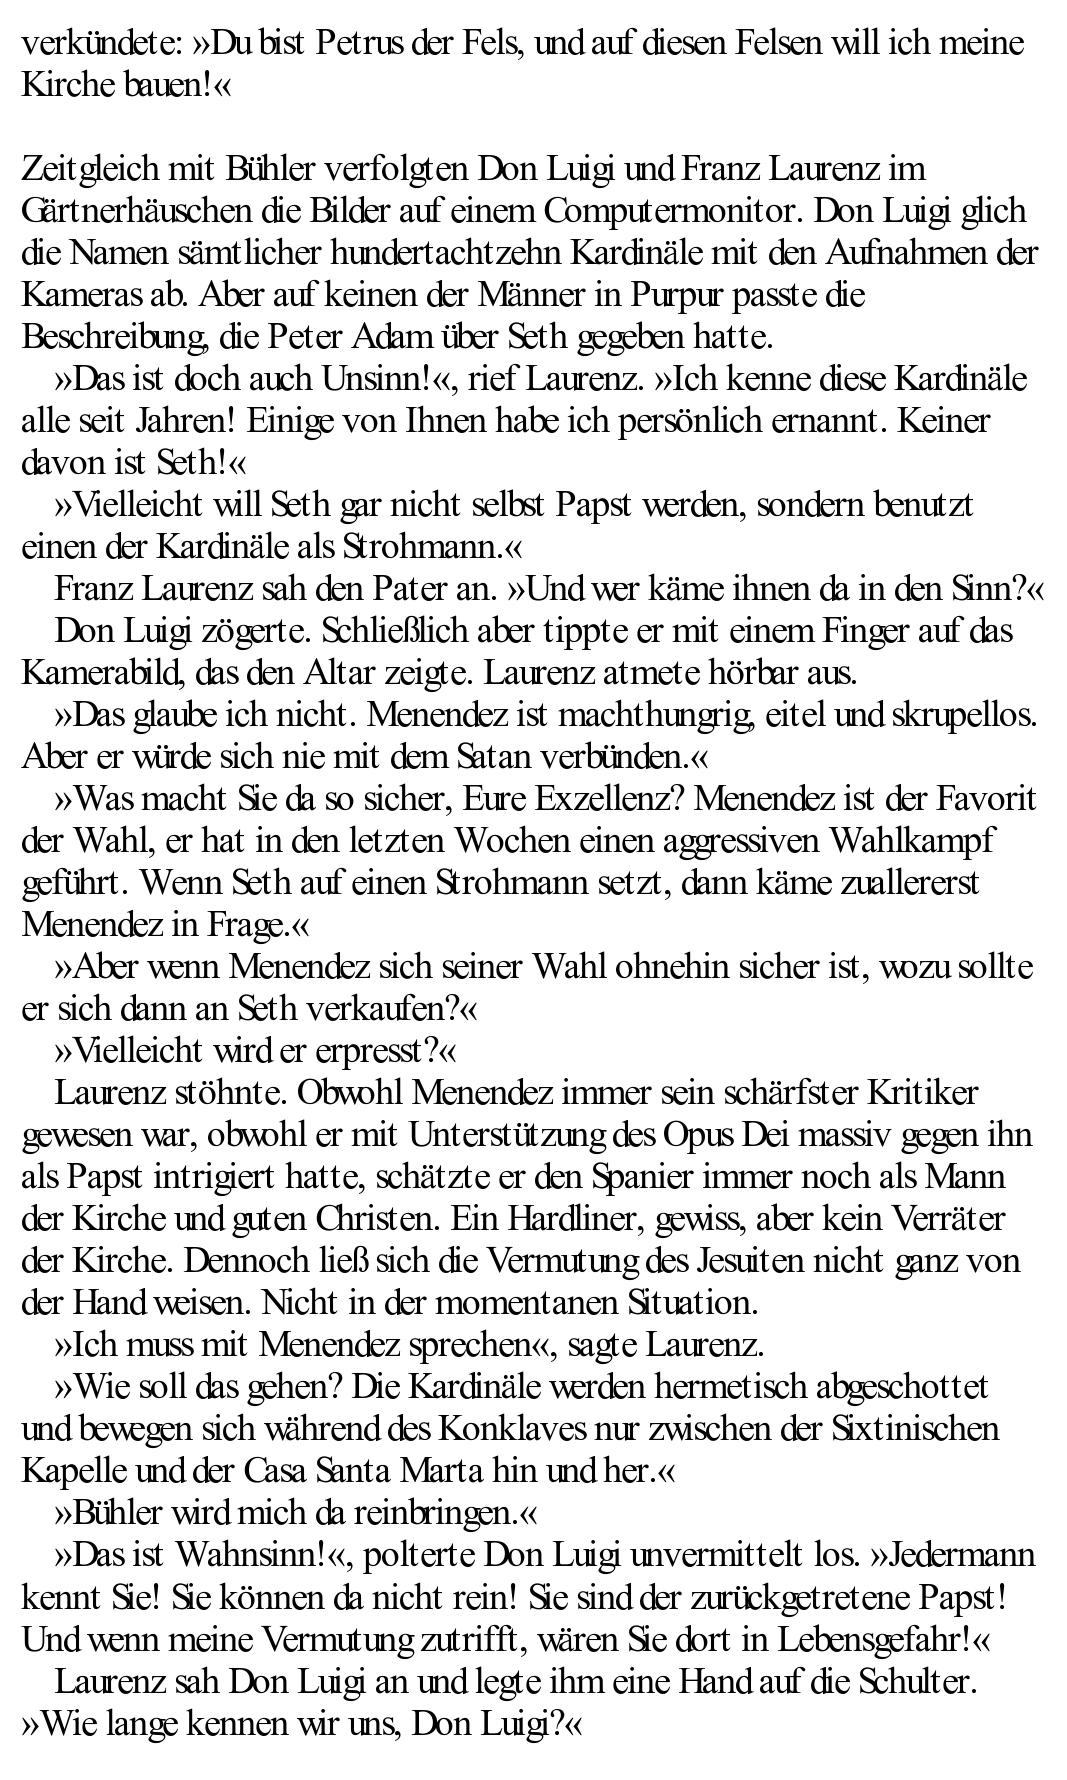 verkündete: »Du bist Petrus der Fels, und auf diesen Felsen will ich meine
Kirche bauen!«
Zeitgleich mit Bühler verfolgten Don Luigi und Franz Laurenz im
Gärtnerhäuschen die Bilder auf einem Computermonitor. Don Luigi glich
die Namen sämtlicher hundertachtzehn Kardinäle mit den Aufnahmen der
Kameras ab. Aber auf keinen der Männer in Purpur passte die
Beschreibung, die Peter Adam über Seth gegeben hatte.
»Das ist doch auch Unsinn!«, rief Laurenz. »Ich kenne diese Kardinäle
alle seit Jahren! Einige von Ihnen habe ich persönlich ernannt. Keiner
davon ist Seth!«
»Vielleicht will Seth gar nicht selbst Papst werden, sondern benutzt
einen der Kardinäle als Strohmann.«
Franz Laurenz sah den Pater an. »Und wer käme ihnen da in den Sinn?«
Don Luigi zögerte. Schließlich aber tippte er mit einem Finger auf das
Kamerabild, das den Altar zeigte. Laurenz atmete hörbar aus.
»Das glaube ich nicht. Menendez ist machthungrig, eitel und skrupellos.
Aber er würde sich nie mit dem Satan verbünden.«
»Was macht Sie da so sicher, Eure Exzellenz? Menendez ist der Favorit
der Wahl, er hat in den letzten Wochen einen aggressiven Wahlkampf
geführt. Wenn Seth auf einen Strohmann setzt, dann käme zuallererst
Menendez in Frage.«
»Aber wenn Menendez sich seiner Wahl ohnehin sicher ist, wozu sollte
er sich dann an Seth verkaufen?«
»Vielleicht wird er erpresst?«
Laurenz stöhnte. Obwohl Menendez immer sein schärfster Kritiker
gewesen war, obwohl er mit Unterstützung des Opus Dei massiv gegen ihn
als Papst intrigiert hatte, schätzte er den Spanier immer noch als Mann
der Kirche und guten Christen. Ein Hardliner, gewiss, aber kein Verräter
der Kirche. Dennoch ließ sich die Vermutung des Jesuiten nicht ganz von
der Hand weisen. Nicht in der momentanen Situation.
»Ich muss mit Menendez sprechen«, sagte Laurenz.
»Wie soll das gehen? Die Kardinäle werden hermetisch abgeschottet
und bewegen sich während des Konklaves nur zwischen der Sixtinischen
Kapelle und der Casa Santa Marta hin und her.«
»Bühler wird mich da reinbringen.«
»Das ist Wahnsinn!«, polterte Don Luigi unvermittelt los. »Jedermann
kennt Sie! Sie können da nicht rein! Sie sind der zurückgetretene Papst!
Und wenn meine Vermutung zutrifft, wären Sie dort in Lebensgefahr!«
Laurenz sah Don Luigi an und legte ihm eine Hand auf die Schulter.
»Wie lange kennen wir uns, Don Luigi?«